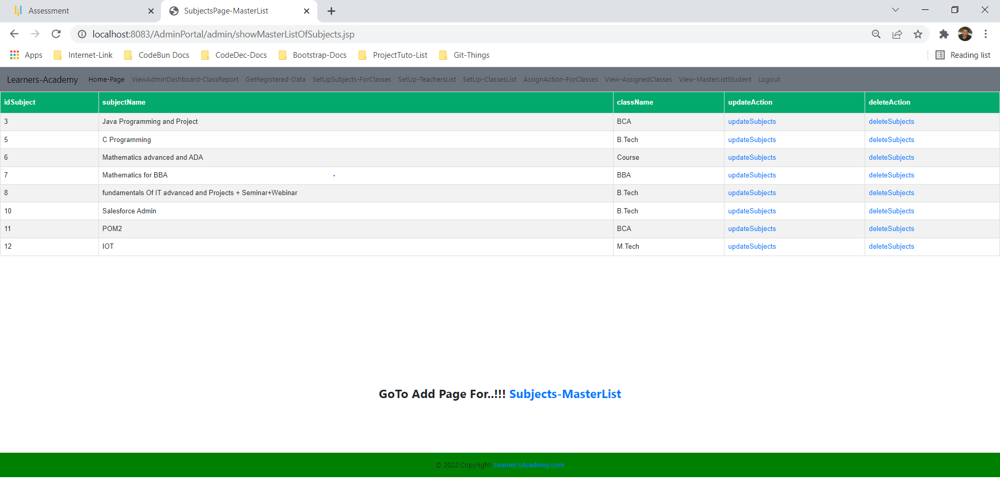 Assessment SubjectsPage-MasterList
localhost:8083/AdminPortal/admin/showMasterListOfSubjects.jsp
Apps Internet-Link CodeBun Docs CodeDec-Docs Bootstrap-Docs ProjectTuto-List Git-Things Reading list
Learners-Academy Home-Page ViewAdminDashboard-ClassReport GetRegistered-Data SetUpSubjects-ForClasses SetUp-TeachersList SetUp-ClassesList AssignAction-ForClasses View-AssignedClasses View-MasterListStudent Logout
idSubject subjectName className updateAction deleteAction
3 Java Programming and Project BCA updateSubjects deleteSubjects
5 C Programming B.Tech updateSubjects deleteSubjects
6 Mathematics advanced and ADA Course updateSubjects deleteSubjects
7 Mathematics for BBA BBA updateSubjects deleteSubjects
8 fundamentals Of IT advanced and Projects + Seminar+Webinar B.Tech updateSubjects deleteSubjects
10 Salesforce Admin B.Tech updateSubjects deleteSubjects
11 POM2 BCA updateSubjects deleteSubjects
12 IOT M.Tech updateSubjects deleteSubjects
GoTo Add Page For..!!! Subjects-MasterList
© 2022 Copyright: Learner'sAcademy.com